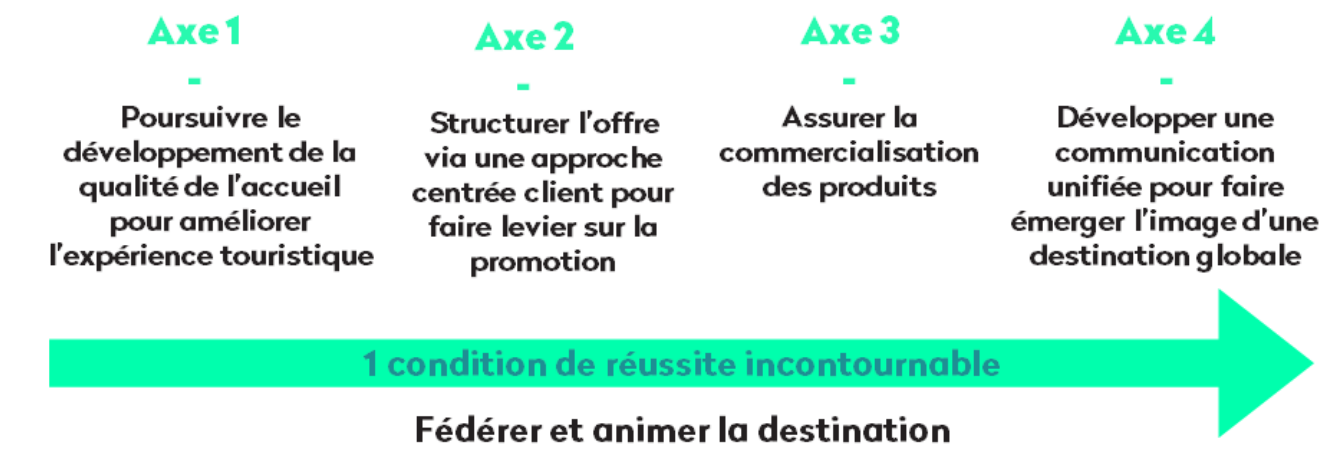 Axe 1
-
Poursuivre le
développement de la
qualité de l'accueil
pour améliorer
l'expérience touristique
Axe 2
-
Structurer l'offre
via une approche
centrée client pour
faire levier sur la
promotion
Axe 3
-
Assurer la
commercialisation
des produits
Axe 4
-
Développer une
communication
unifiée pour faire
émerger l'image d'une
destination globale
1 condition de réussite incontournable
Fédérer et animer la destination